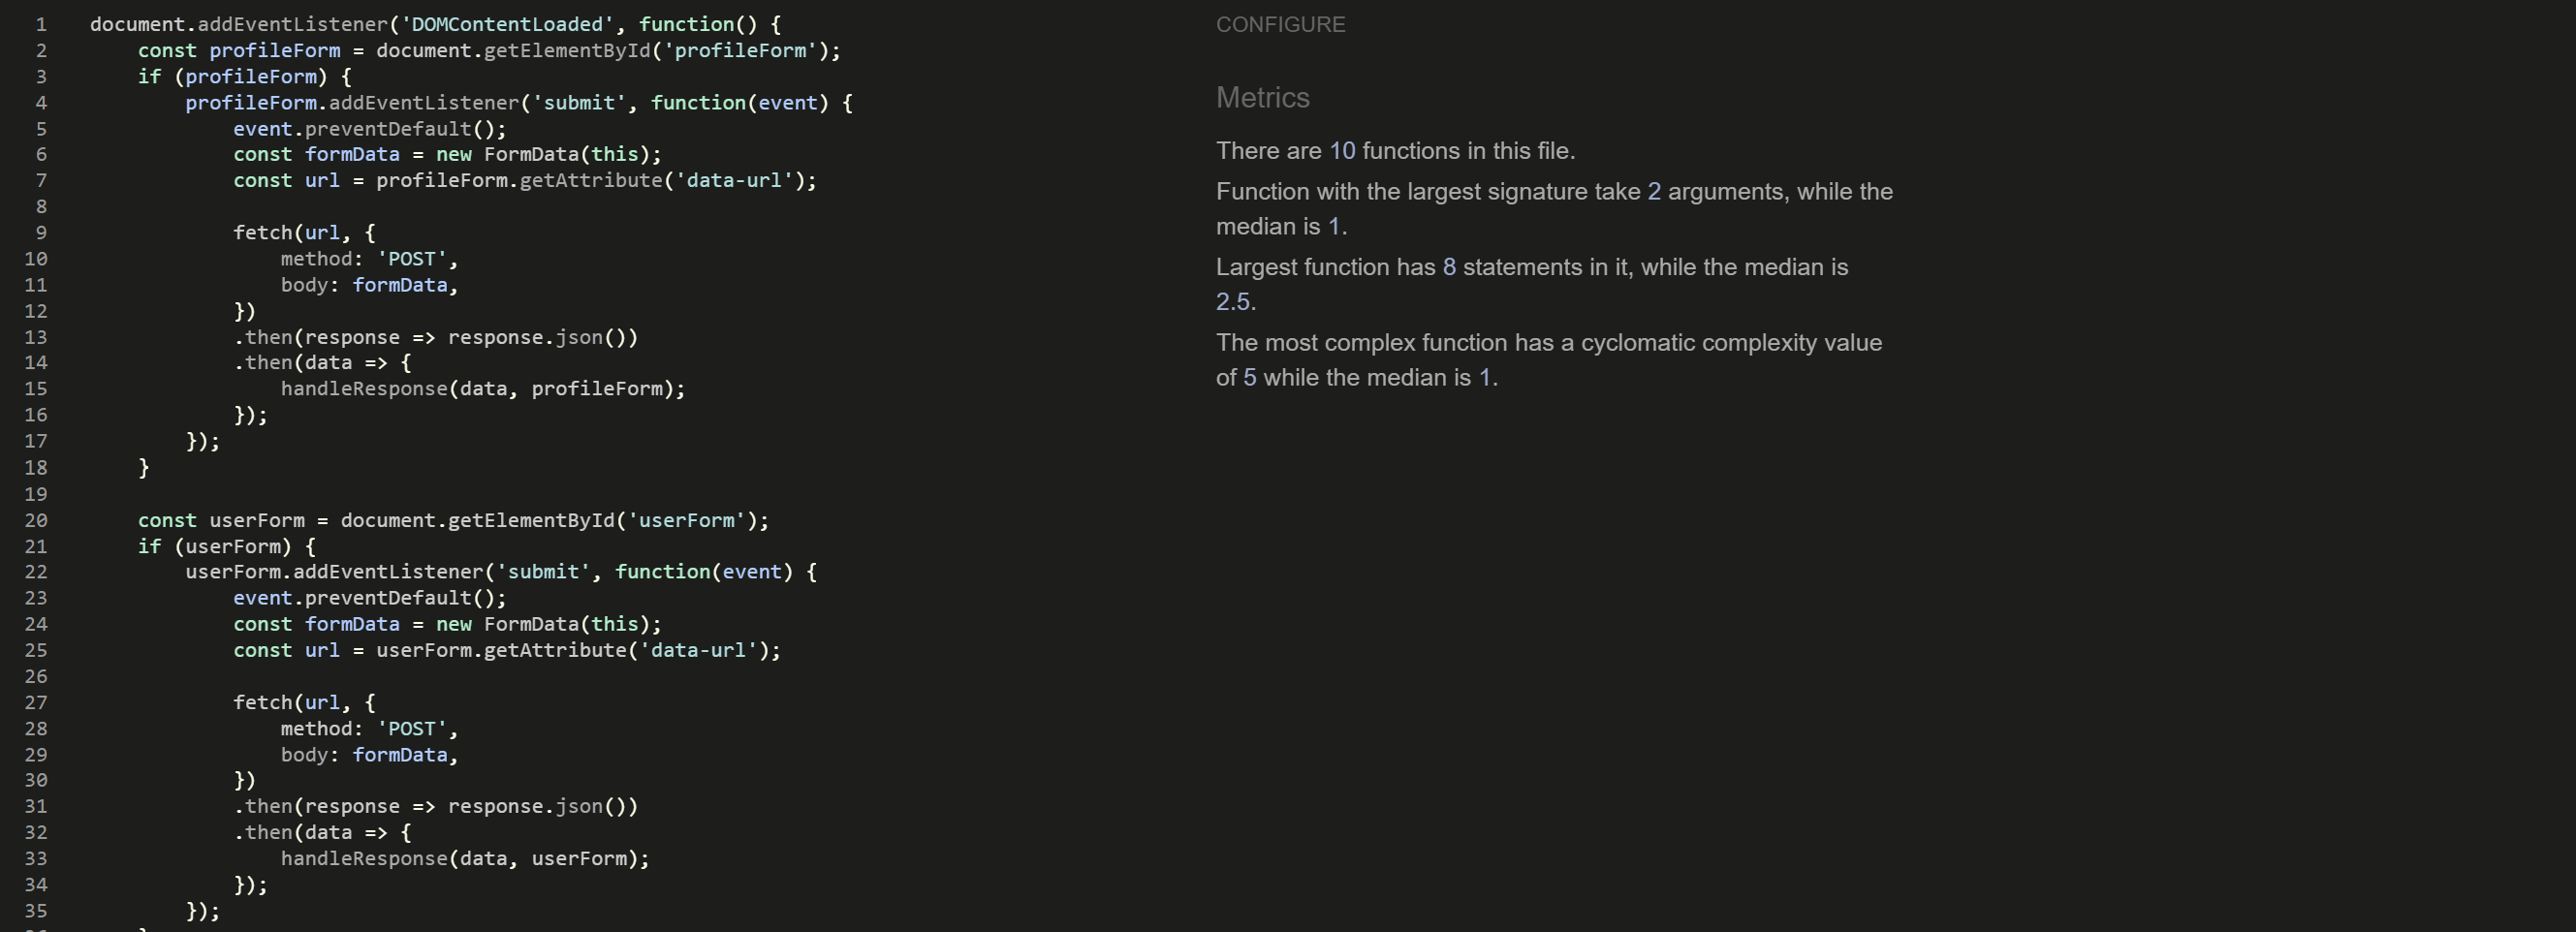 1 document.addEventListener('DOMContentLoaded', function() {
2     const profileForm = document.getElementById('profileForm');
3     if (profileForm) {
4         profileForm.addEventListener('submit', function(event) {
5             event.preventDefault();
6             const formData = new FormData(this);
7             const url = profileForm.getAttribute('data-url');
8
9             fetch(url, {
10                 method: 'POST',
11                 body: formData,
12             })
13             .then(response => response.json())
14             .then(data => {
15                 handleResponse(data, profileForm);
16             });
17         });
18     }
19
20     const userForm = document.getElementById('userForm');
21     if (userForm) {
22         userForm.addEventListener('submit', function(event) {
23             event.preventDefault();
24             const formData = new FormData(this);
25             const url = userForm.getAttribute('data-url');
26
27             fetch(url, {
28                 method: 'POST',
29                 body: formData,
30             })
31             .then(response => response.json())
32             .then(data => {
33                 handleResponse(data, userForm);
34             });
35         });
CONFIGURE
Metrics
There are 10 functions in this file.
Function with the largest signature take 2 arguments, while the
median is 1.
Largest function has 8 statements in it, while the median is
2.5.
The most complex function has a cyclomatic complexity value
of 5 while the median is 1.